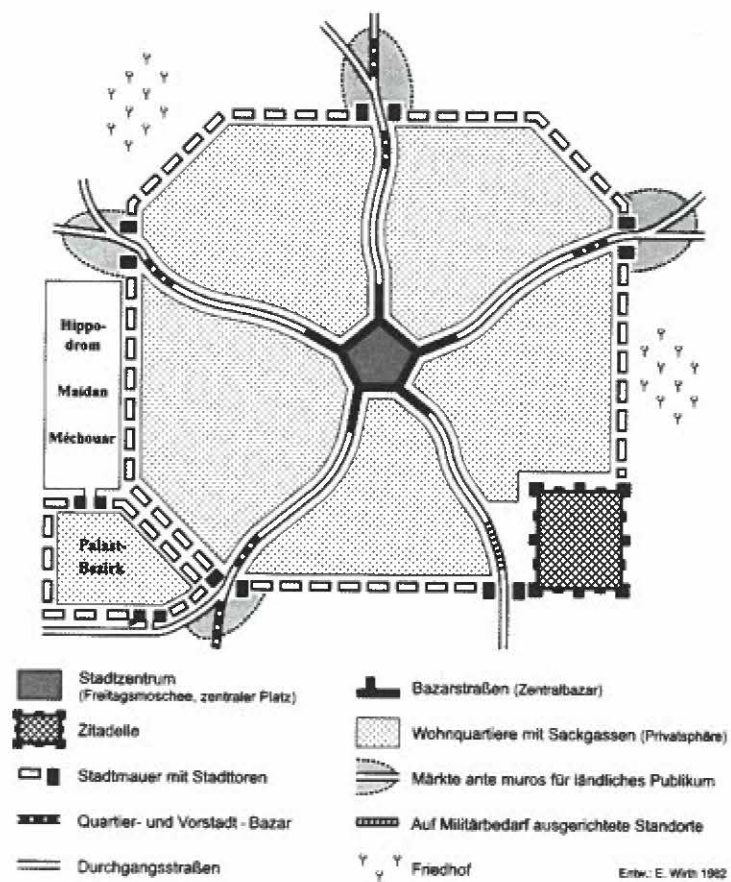 Hippo-
drom
Maidan
Méchouar
Palast-
Bezirk
Stadtzentrum
(Freitagsmoschee, zentraler Platz)
Zitadelle
Stadtmauer mit Stadttoren
Quartier- und Vorstadt - Bazar
Durchgangsstraßen
Bazarstraßen (Zentralbazar)
Wohnquartiere mit Sackgassen (Privatsphäre)
Märkte ante muros für ländliches Publikum
Auf Militärbedarf ausgerichtete Standorte
Friedhof
Entw.: E. Wirth 1982